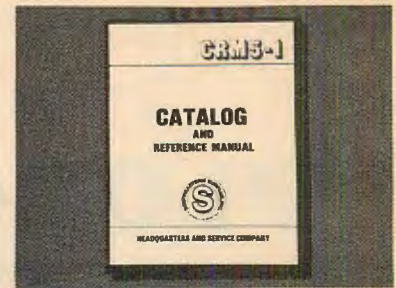 CRM5-1
CATALOG
AND
REFERENCE MANUAL
S
HEADQUARTERS AND SERVICE COMPANY